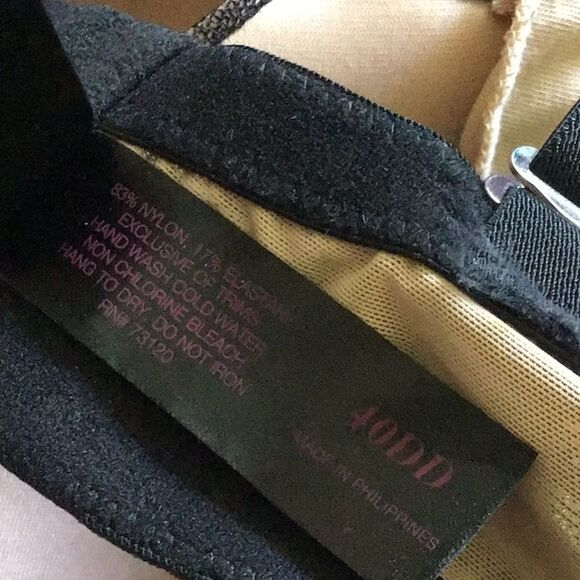 83% NYLON, 17% ELASTANE
EXCLUSIVE OF TRIMS
HAND WASH COLD WATER
NON CHLORINE BLEACH
HANG TO DRY, DO NOT IRON
RN# 73120
40DD
MADE IN PHILIPPINES